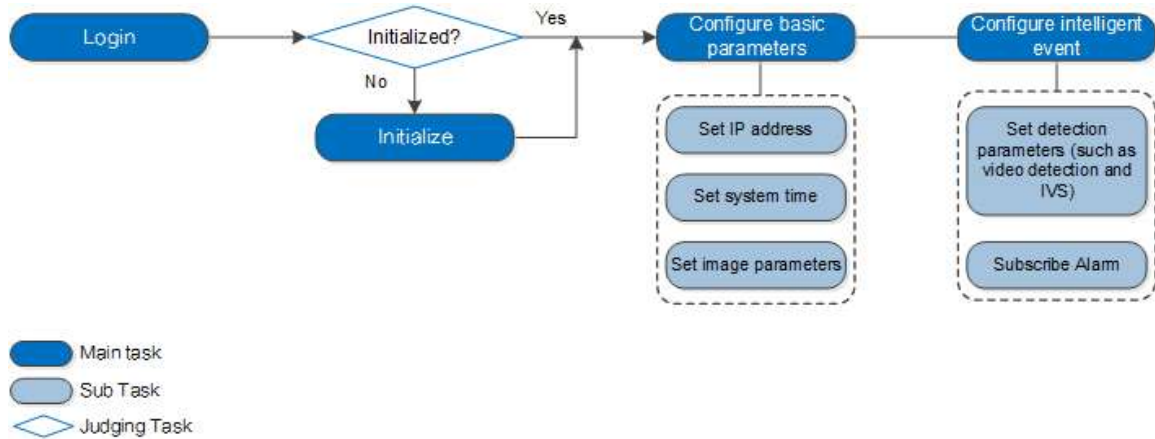 Login
Initialized?
Yes
No
Initialize
Configure basic
parameters
Set IP address
Set system time
Set image parameters
Configure intelligent
event
Set detection
parameters (such as
video detection and
IVS)
Subscribe Alarm
Main task
Sub Task
Judging Task